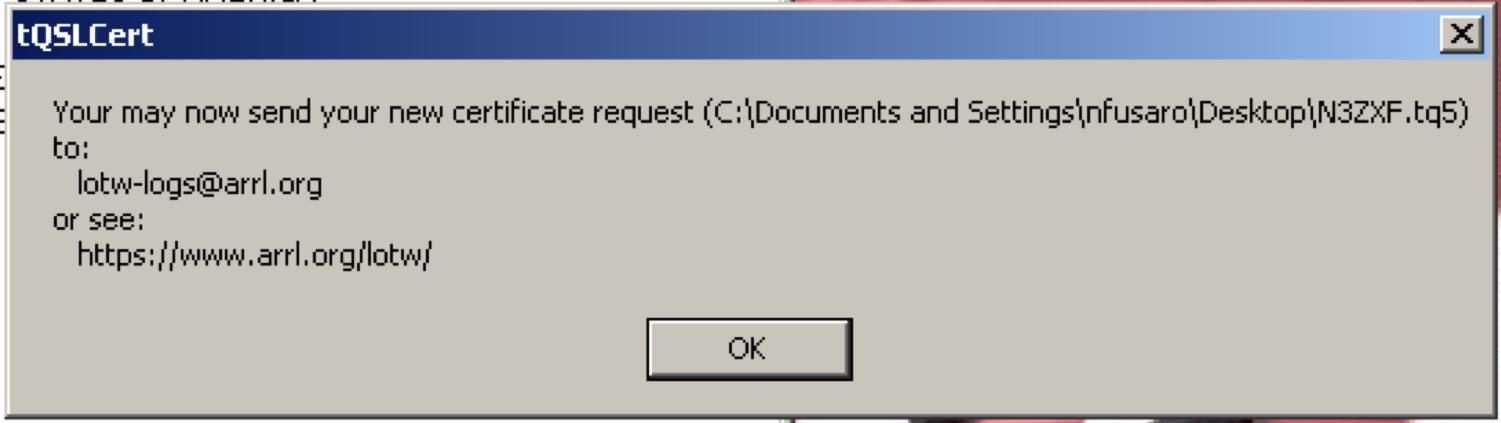 tQSLCert
Your may now send your new certificate request (C:\Documents and Settings\nfusaro\Desktop\N3ZXF.tq5)
to:
lotw-logs@arrl.org
or see:
https://www.arrl.org/lotw/
OK